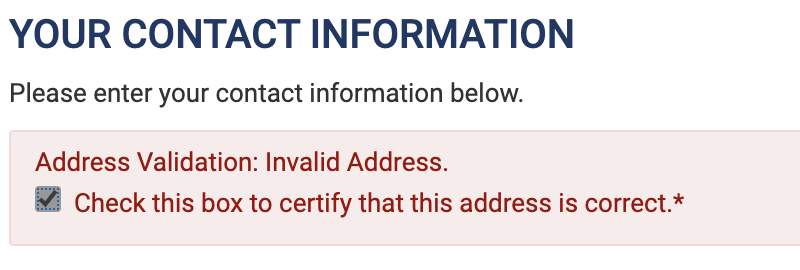 YOUR CONTACT INFORMATION
Please enter your contact information below.
Address Validation: Invalid Address.
Check this box to certify that this address is correct.*